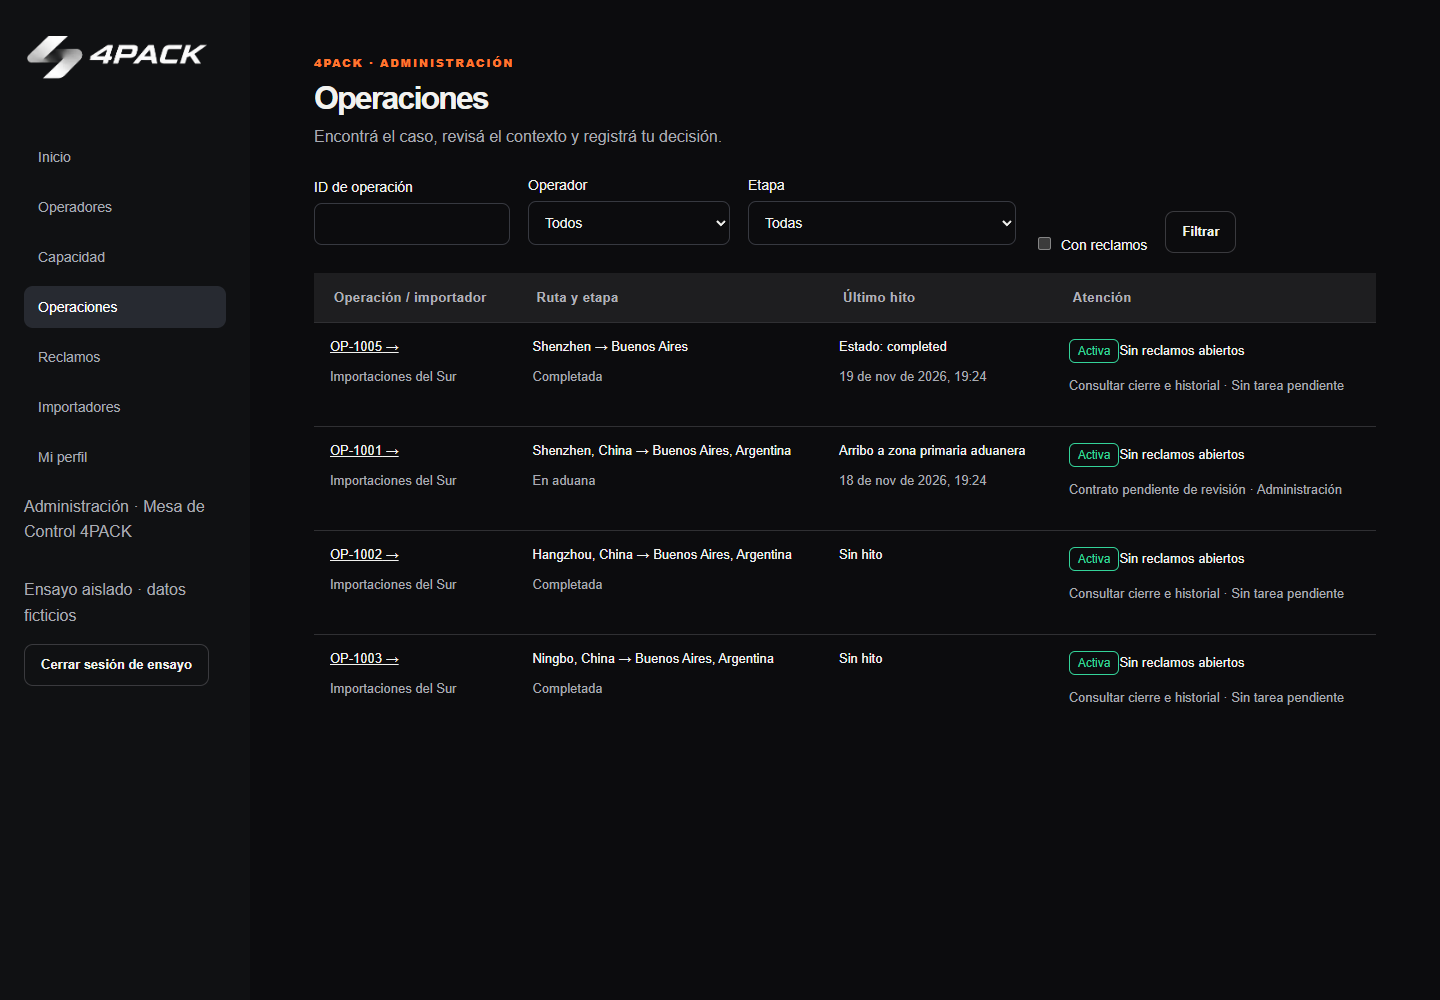 4PACK
Inicio
Operadores
Capacidad
Operaciones
Reclamos
Importadores
Mi perfil
Administración · Mesa de
Control 4PACK
Ensayo aislado · datos
ficticios
Cerrar sesión de ensayo
4PACK · ADMINISTRACIÓN
Operaciones
Encontrá el caso, revisá el contexto y registrá tu decisión.
ID de operación
Operador
Todos
Etapa
Todas
Con reclamos
Filtrar
Operación / importador Ruta y etapa Último hito Atención
OP-1005 → Shenzhen → Buenos Aires Estado: completed Activa Sin reclamos abiertos
Importaciones del Sur Completada 19 de nov de 2026, 19:24 Consultar cierre e historial · Sin tarea pendiente
OP-1001 → Shenzhen, China → Buenos Aires, Argentina Arribo a zona primaria aduanera Activa Sin reclamos abiertos
Importaciones del Sur En aduana 18 de nov de 2026, 19:24 Contrato pendiente de revisión · Administración
OP-1002 → Hangzhou, China → Buenos Aires, Argentina Sin hito Activa Sin reclamos abiertos
Importaciones del Sur Completada Consultar cierre e historial · Sin tarea pendiente
OP-1003 → Ningbo, China → Buenos Aires, Argentina Sin hito Activa Sin reclamos abiertos
Importaciones del Sur Completada Consultar cierre e historial · Sin tarea pendiente